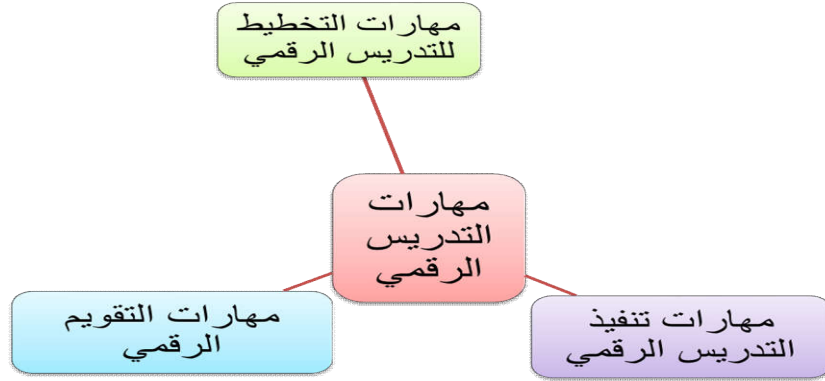 مهارات التخطيط
للتدريس الرقمي
مهارات
التدريس
الرقمي
مهارات تنفيذ
التدريس الرقمي
مهارات التقويم
الرقمي